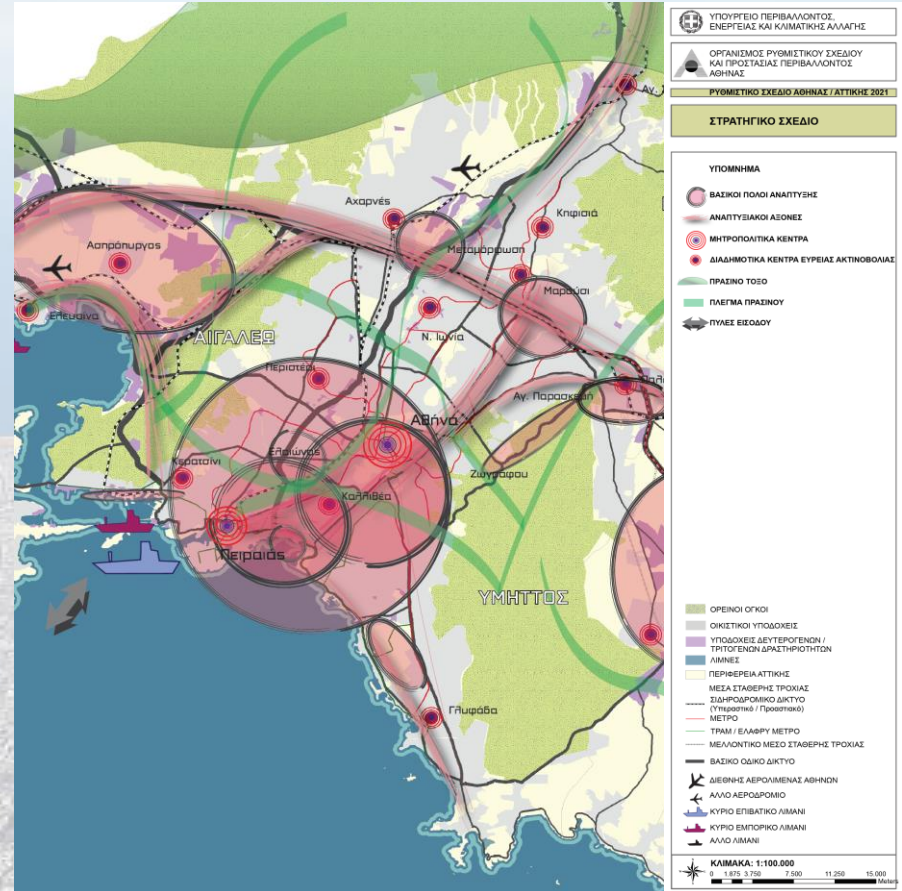 ΥΠΟΥΡΓΕΙΟ ΠΕΡΙΒΑΛΛΟΝΤΟΣ,
ΕΝΕΡΓΕΙΑΣ ΚΑΙ ΚΛΙΜΑΤΙΚΗΣ ΑΛΛΑΓΗΣ
ΟΡΓΑΝΙΣΜΟΣ ΡΥΘΜΙΣΤΙΚΟΥ ΣΧΕΔΙΟΥ
ΚΑΙ ΠΡΟΣΤΑΣΙΑΣ ΠΕΡΙΒΑΛΛΟΝΤΟΣ
ΑΘΗΝΑΣ
ΡΥΘΜΙΣΤΙΚΟ ΣΧΕΔΙΟ ΑΘΗΝΑΣ / ΑΤΤΙΚΗΣ 2021
ΣΤΡΑΤΗΓΙΚΟ ΣΧΕΔΙΟ
ΥΠΟΜΝΗΜΑ
ΒΑΣΙΚΟΙ ΠΟΛΟΙ ΑΝΑΠΤΥΞΗΣ
ΑΝΑΠΤΥΞΙΑΚΟΙ ΑΞΟΝΕΣ
ΜΗΤΡΟΠΟΛΙΤΙΚΑ ΚΕΝΤΡΑ
ΔΙΑΔΗΜΟΤΙΚΑ ΚΕΝΤΡΑ ΕΥΡΕΙΑΣ ΑΚΤΙΝΟΒΟΛΙΑΣ
ΠΡΑΣΙΝΟ ΤΟΞΟ
ΠΛΕΓΜΑ ΠΡΑΣΙΝΟΥ
ΠΥΛΕΣ ΕΙΣΟΔΟΥ
ΟΡΕΙΝΟΙ ΟΓΚΟΙ
ΟΙΚΙΣΤΙΚΟΙ ΥΠΟΔΟΧΕΙΣ
ΥΠΟΔΟΧΕΙΣ ΔΕΥΤΕΡΟΓΕΝΩΝ /
ΤΡΙΤΟΓΕΝΩΝ ΔΡΑΣΤΗΡΙΟΤΗΤΩΝ
ΛΙΜΝΕΣ
ΠΕΡΙΦΕΡΕΙΑ ΑΤΤΙΚΗΣ
ΜΕΣΑ ΣΤΑΘΕΡΗΣ ΤΡΟΧΙΑΣ
ΣΙΔΗΡΟΔΡΟΜΙΚΟ ΔΙΚΤΥΟ
(Υπεραστικό / Προαστιακό)
ΜΕΤΡΟ
ΤΡΑΜ / ΕΛΑΦΡΥ ΜΕΤΡΟ
ΜΕΛΛΟΝΤΙΚΟ ΜΕΣΟ ΣΤΑΘΕΡΗΣ ΤΡΟΧΙΑΣ
ΒΑΣΙΚΟ ΟΔΙΚΟ ΔΙΚΤΥΟ
ΔΙΕΘΝΗΣ ΑΕΡΟΛΙΜΕΝΑΣ ΑΘΗΝΩΝ
ΑΛΛΟ ΑΕΡΟΔΡΟΜΙΟ
ΚΥΡΙΟ ΕΠΙΒΑΤΙΚΟ ΛΙΜΑΝΙ
ΚΥΡΙΟ ΕΜΠΟΡΙΚΟ ΛΙΜΑΝΙ
ΑΛΛΟ ΛΙΜΑΝΙ
ΚΛΙΜΑΚΑ: 1:100.000
0 1.875 3.750 7.500 11.250 15.000
Meters
Αχαρνές
Κηφισιά
Μεταμόρφωση
Ασπρόπυργος
Μαρούσι
Ελευσίνα
ΑΙΓΑΛΕΩ
Ν. Ιωνία
Περιστέρι
Αγ. Παρασκευή
Αθήνα
Ελαιώνας
Κερατσίνι
Ζωγράφου
Καλλιθέα
Πειραιάς
ΥΜΗΤΤΟΣ
Γλυφάδα